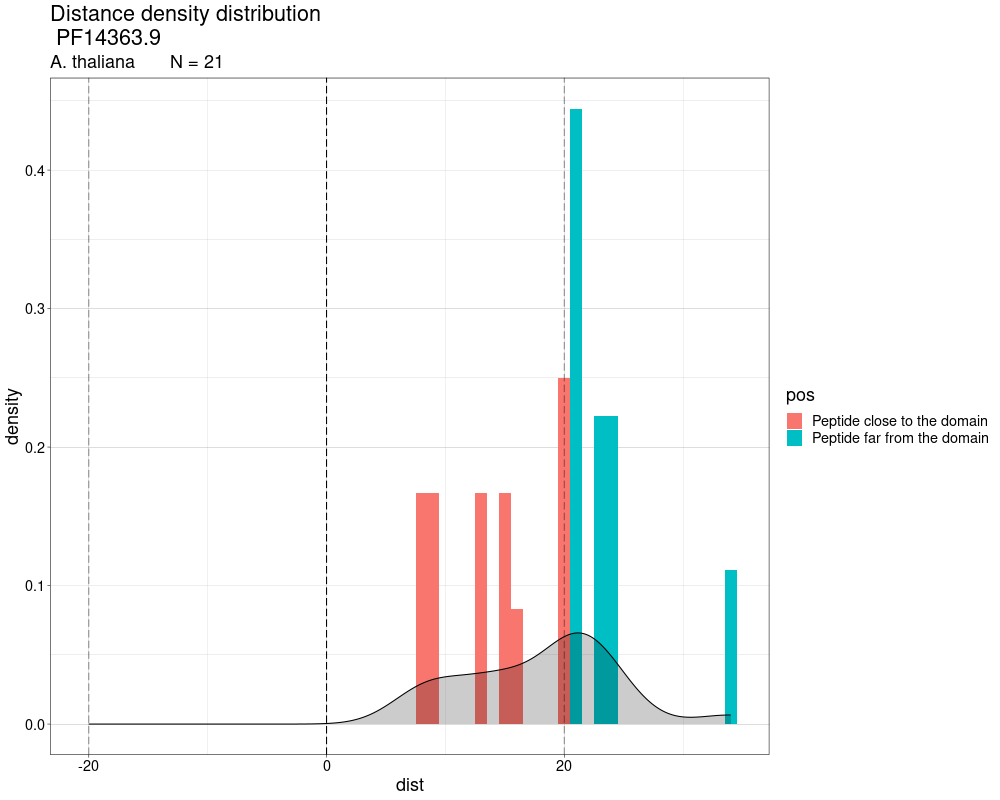 Distance density distribution
PF14363.9
A. thaliana N = 21
0.4
0.3
0.2
0.1
0.0
density
-20 0 20
dist
pos
Peptide close to the domain
Peptide far from the domain